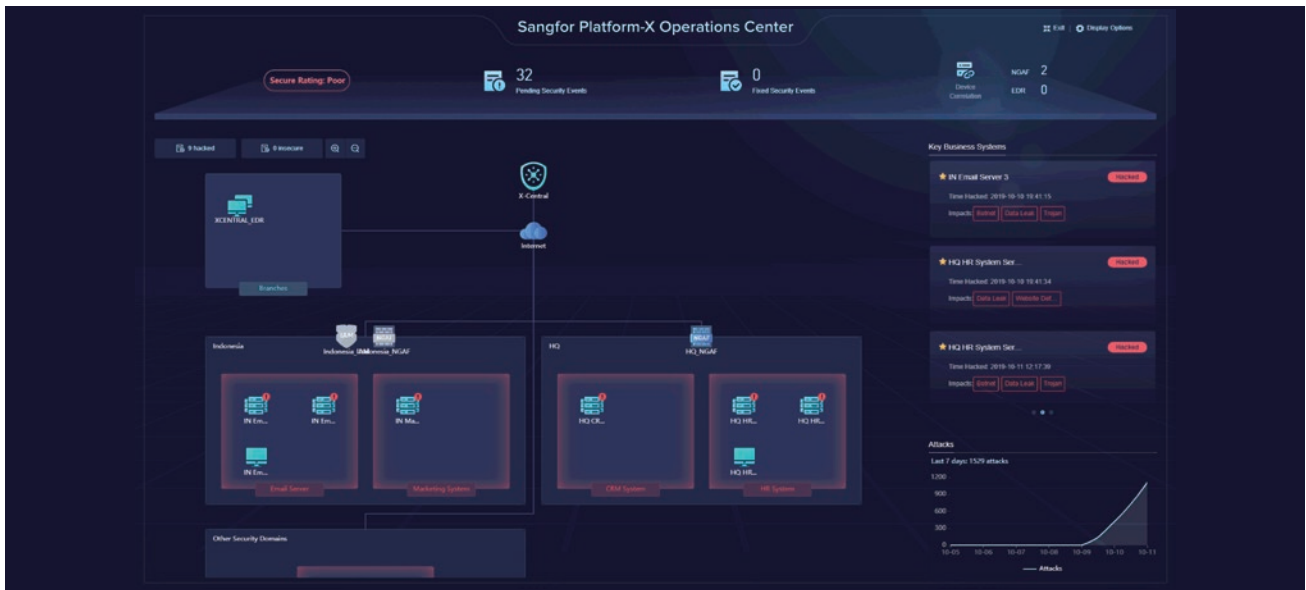 Sangfor Platform-X Operations Center
Exit | Display Options
Secure Rating: Poor
32
Pending Security Events
0
Fixed Security Events
Device
Correlation
NGAF 2
EDR 0
9 hacked
0 insecure
X-Central
XCENTRAL_EDR
Internet
Branches
Indonesia
Indonesia_NGAF
HQ
HQ_NGAF
IN Em...
IN Em...
IN Ma...
HQ CR...
HQ HR...
HQ HR...
IN Em...
HQ HR...
Email Server
Marketing System
CRM System
HR System
Other Security Domains
Key Business Systems
IN Email Server 3
Hacked
Time Hacked: 2019-10-10 19:41:15
Impacts: Botnet Data Leak Trojan
HQ HR System Ser...
Hacked
Time Hacked: 2019-10-10 18:41:34
Impacts: Data Leak Website Def...
HQ HR System Ser...
Hacked
Time Hacked: 2019-10-11 12:17:39
Impacts: Botnet Data Leak Trojan
Attacks
Last 7 days: 1529 attacks
1200
900
600
300
0
10-05 10-06 10-07 10-08 10-09 10-10 10-11
Attacks